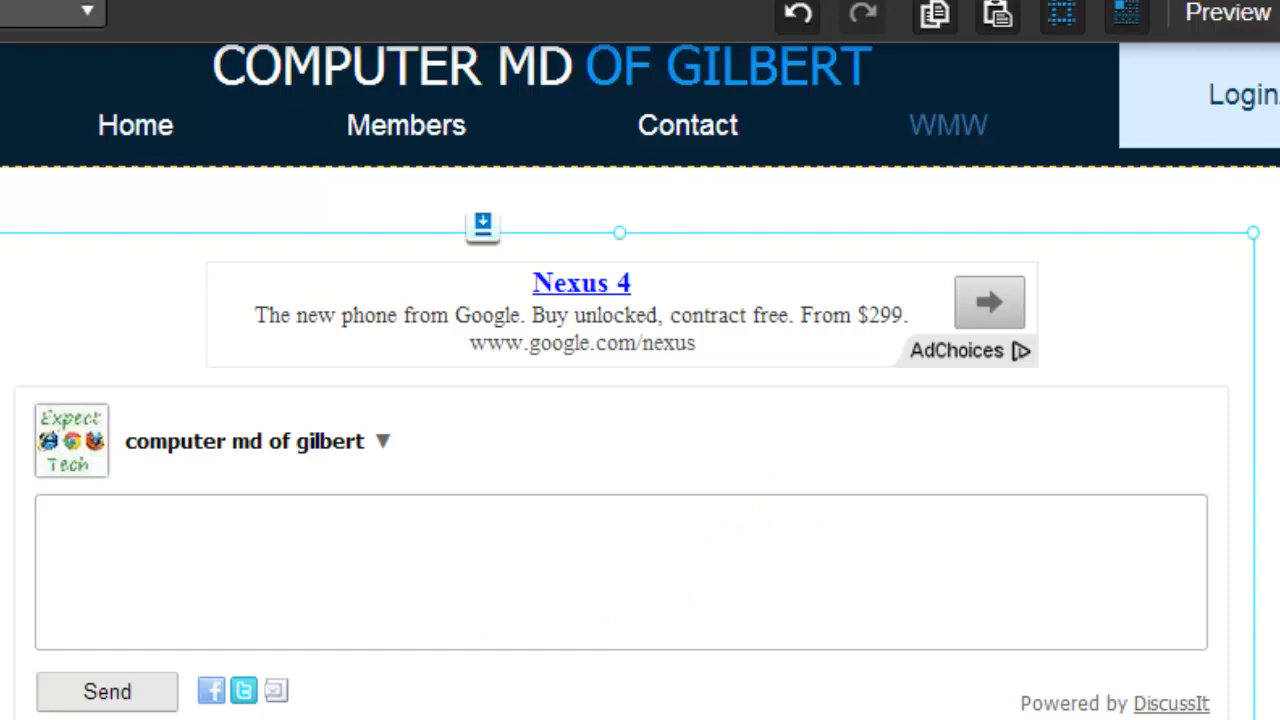 Preview
COMPUTER MD OF GILBERT
Login
Home Members Contact WMW
Nexus 4
The new phone from Google. Buy unlocked, contract free. From $299.
www.google.com/nexus
AdChoices
Expect
Tech
computer md of gilbert
Send
Powered by DiscussIt